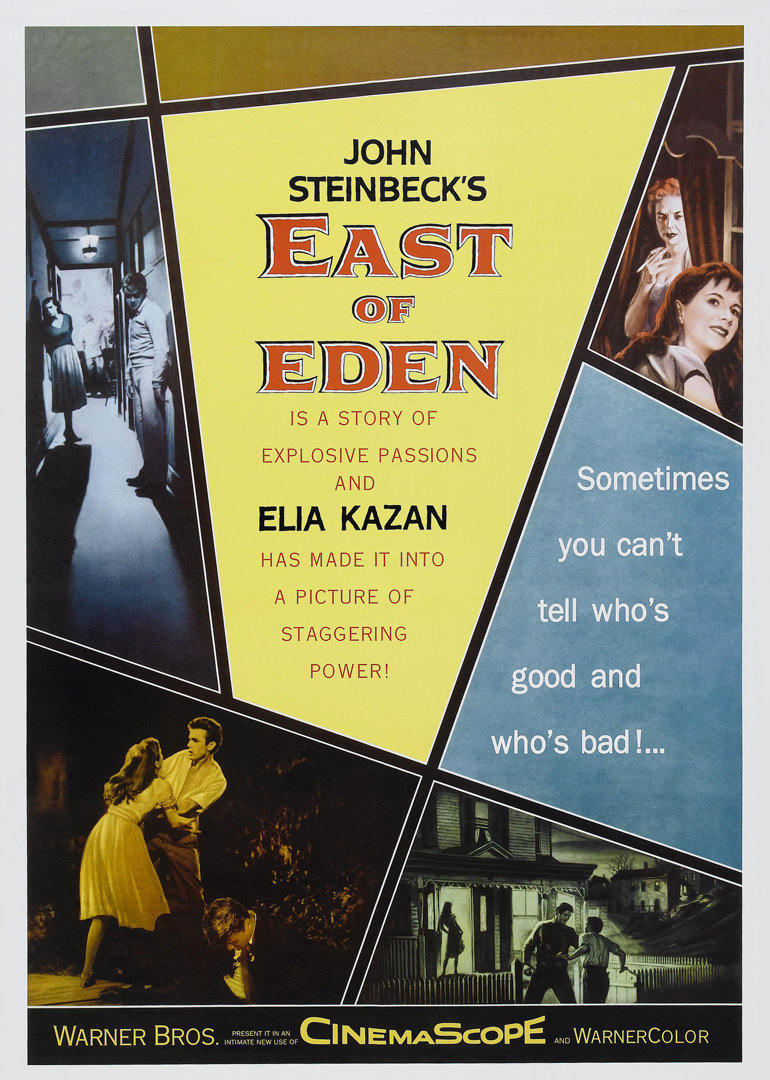 JOHN
STEINBECK'S
EAST
OF
EDEN
IS A STORY OF
EXPLOSIVE PASSIONS
AND
ELIA KAZAN
HAS MADE IT INTO
A PICTURE OF
STAGGERING
POWER!
Sometimes
you can't
tell who's
good and
who's bad!...
WARNER BROS. PRESENT IT IN AN
INTIMATE NEW USE OF CINEMASCOPE AND WARNERCOLOR